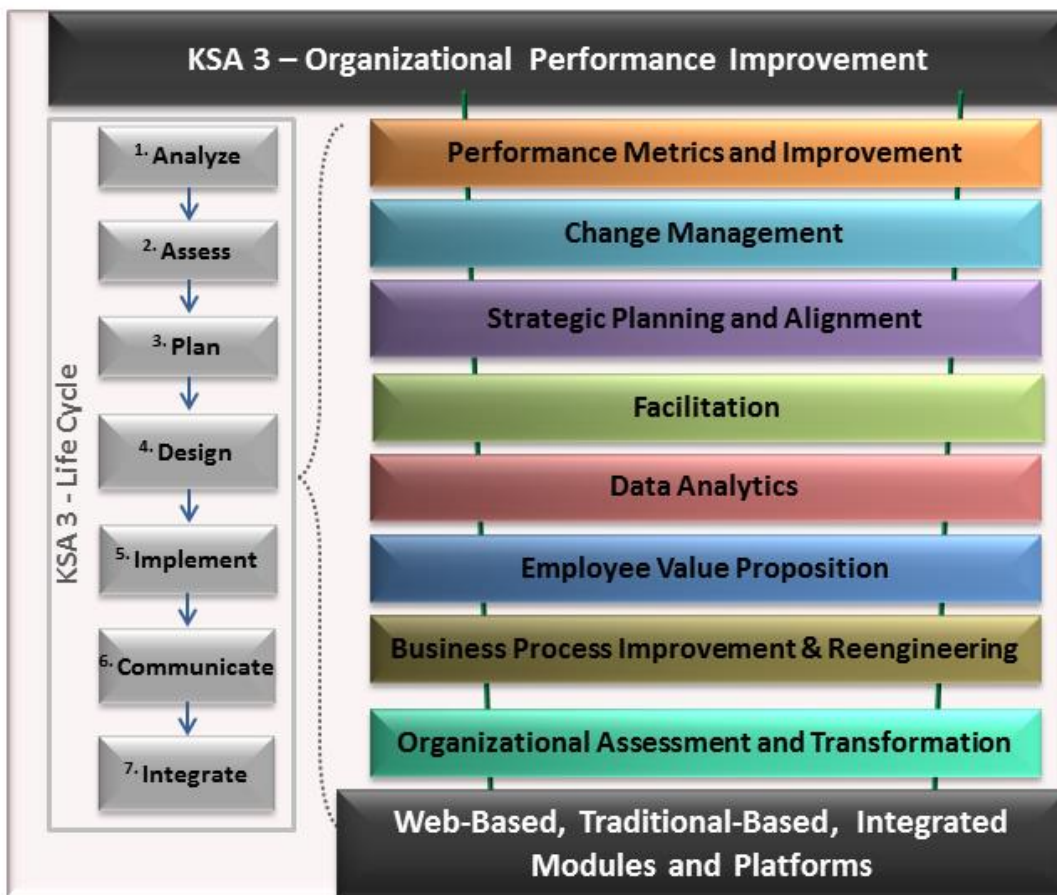 KSA 3 – Organizational Performance Improvement
KSA 3 - Life Cycle
1. Analyze
2. Assess
3. Plan
4. Design
5. Implement
6. Communicate
7. Integrate
Performance Metrics and Improvement
Change Management
Strategic Planning and Alignment
Facilitation
Data Analytics
Employee Value Proposition
Business Process Improvement & Reengineering
Organizational Assessment and Transformation
Web-Based, Traditional-Based, Integrated
Modules and Platforms